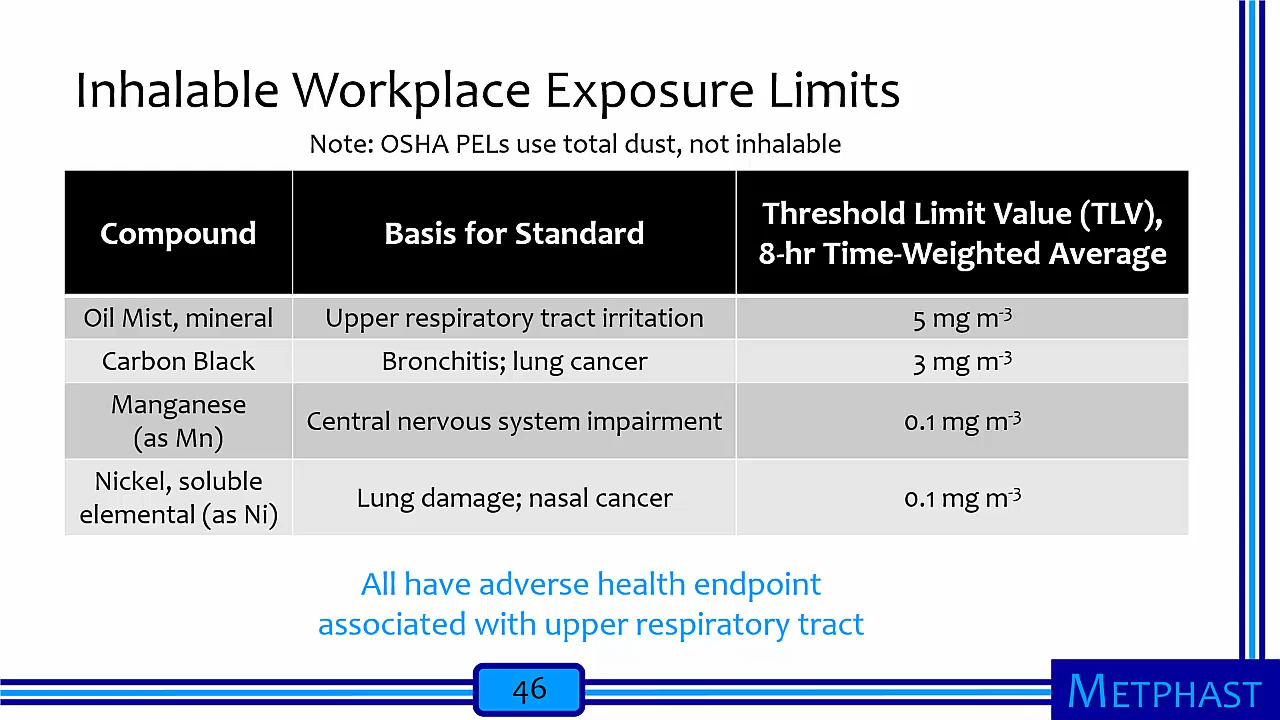 Inhalable Workplace Exposure Limits
Note: OSHA PELs use total dust, not inhalable
Compound
Basis for Standard
Threshold Limit Value (TLV),
8-hr Time-Weighted Average
Oil Mist, mineral
Upper respiratory tract irritation
5 mg m⁻³
Carbon Black
Bronchitis; lung cancer
3 mg m⁻³
Manganese
(as Mn)
Central nervous system impairment
0.1 mg m⁻³
Nickel, soluble
elemental (as Ni)
Lung damage; nasal cancer
0.1 mg m⁻³
All have adverse health endpoint
associated with upper respiratory tract
46
METPHAST